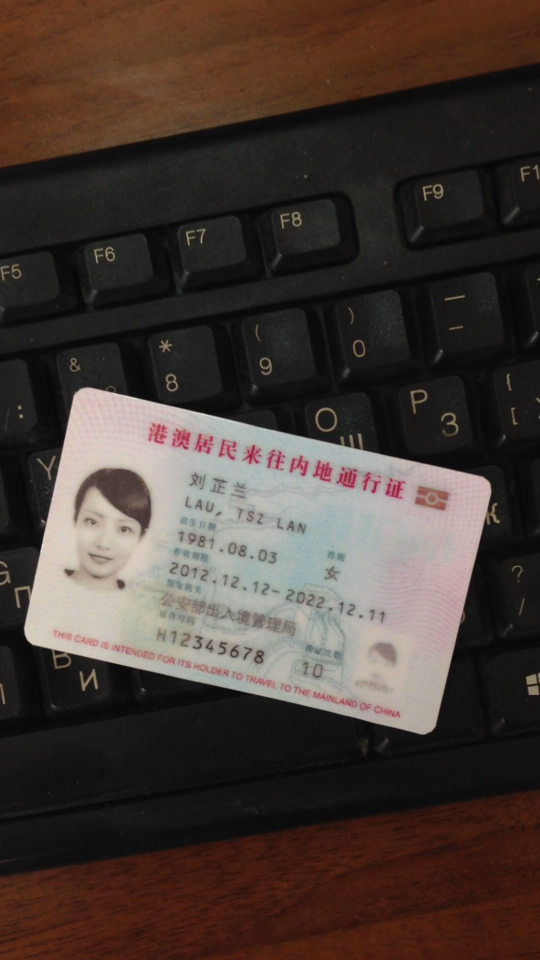 F5 F6 F7 F8 F9 F1
& * 8 ( 9 ) 0 — –
/ : O Щ P З { [
港澳居民来往内地通行证
刘芷兰
LAU, TSZ LAN
出生日期 性别
1981.08.03 女
有效期限
2012.12.12-2022.12.11
签发机关
公安部出入境管理局
证件号码 换证次数
H12345678 10
THIS CARD IS INTENDED FOR ITS HOLDER TO TRAVEL TO THE MAINLAND OF CHINA
Y
G П
В И
Ж
? /